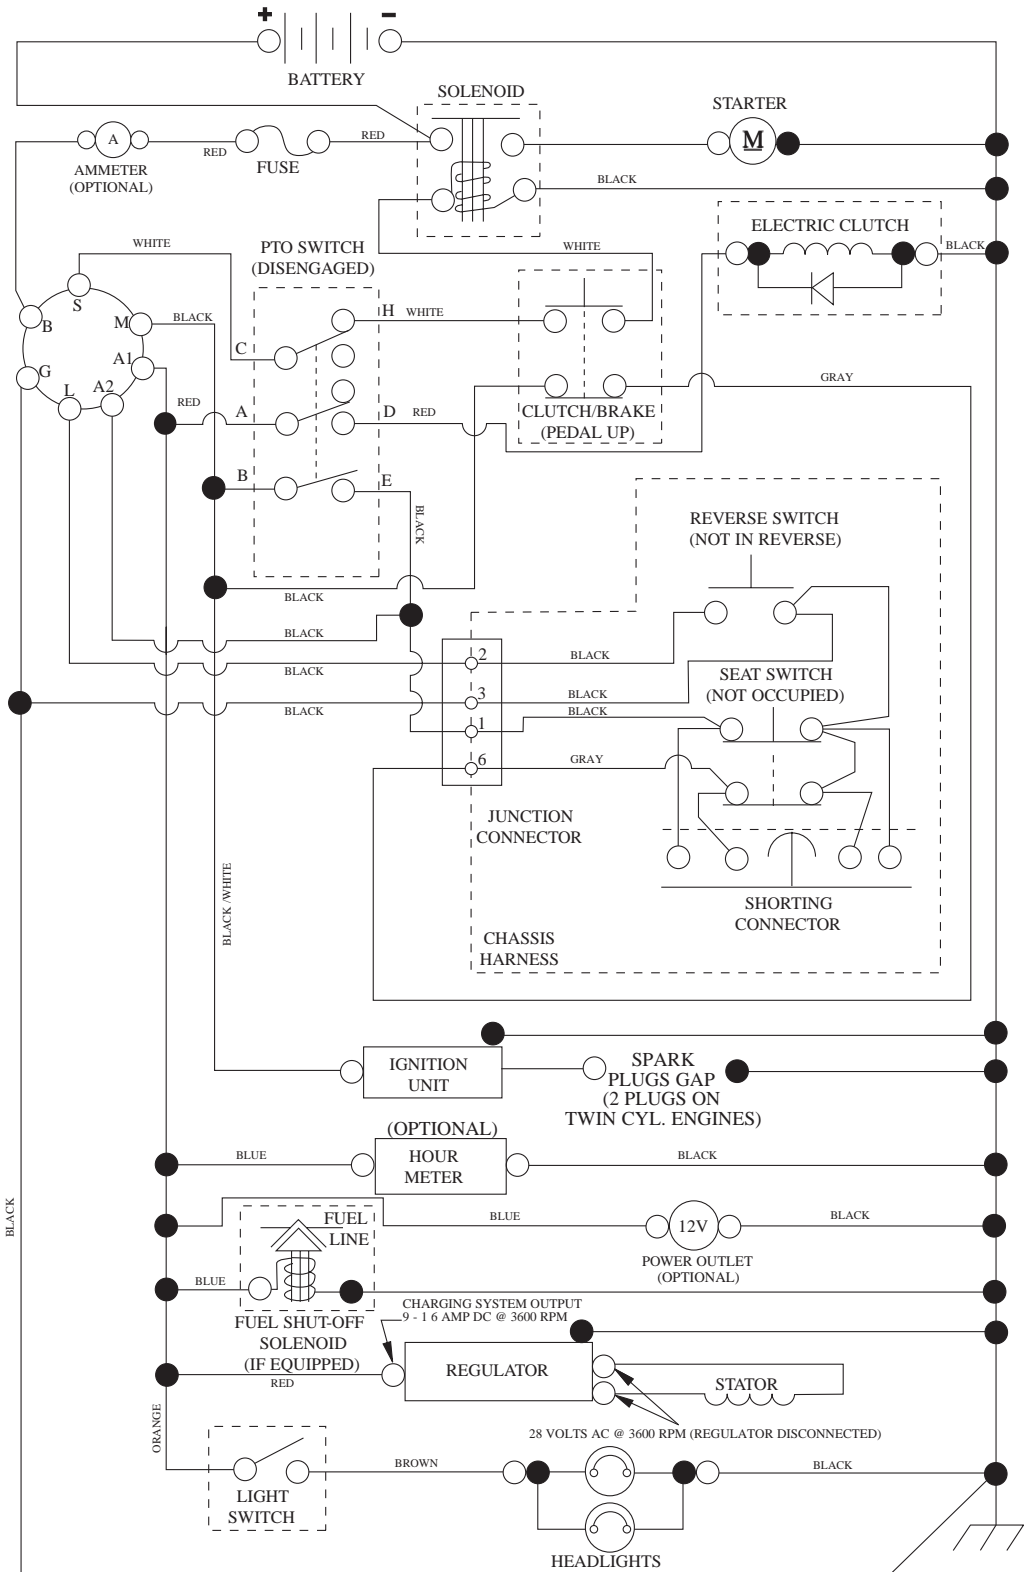 + −
BATTERY
SOLENOID
STARTER
A
RED
FUSE
RED
M
AMMETER
(OPTIONAL)
BLACK
ELECTRIC CLUTCH
WHITE
PTO SWITCH
(DISENGAGED)
WHITE
BLACK
S
B
M
BLACK
H
WHITE
C
A1
G
L
A2
RED
A
D
RED
GRAY
CLUTCH/BRAKE
(PEDAL UP)
B
E
BLACK
REVERSE SWITCH
(NOT IN REVERSE)
BLACK
BLACK
2
BLACK
BLACK
SEAT SWITCH
(NOT OCCUPIED)
3
BLACK
BLACK
BLACK
1
6
GRAY
JUNCTION
CONNECTOR
BLACK /WHITE
SHORTING
CONNECTOR
CHASSIS
HARNESS
IGNITION
UNIT
SPARK
PLUGS GAP
(2 PLUGS ON
TWIN CYL. ENGINES)
(OPTIONAL)
HOUR
METER
BLUE
BLACK
BLACK
FUEL
LINE
BLUE
12V
BLACK
POWER OUTLET
(OPTIONAL)
BLUE
CHARGING SYSTEM OUTPUT
9 - 1 6 AMP DC @ 3600 RPM
FUEL SHUT-OFF
SOLENOID
(IF EQUIPPED)
RED
REGULATOR
STATOR
ORANGE
28 VOLTS AC @ 3600 RPM (REGULATOR DISCONNECTED)
BROWN
BLACK
LIGHT
SWITCH
HEADLIGHTS